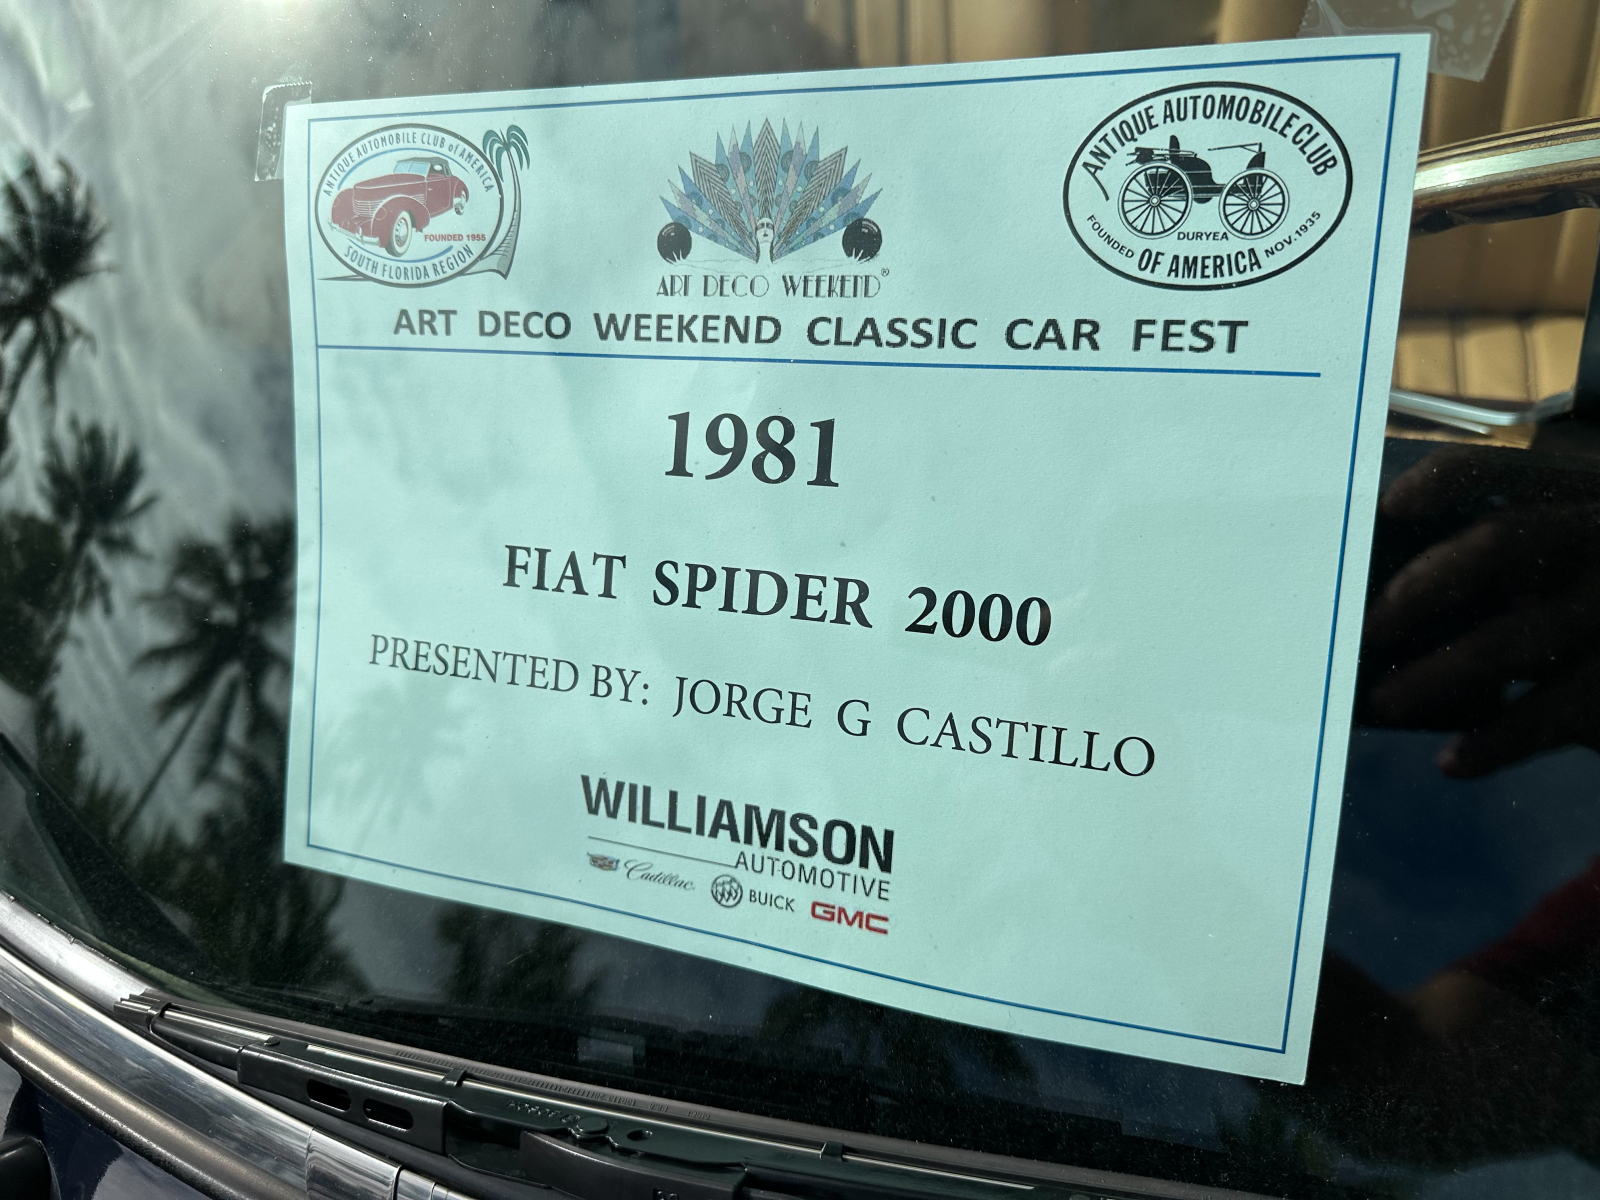 ANTIQUE AUTOMOBILE CLUB of AMERICA
FOUNDED 1955
SOUTH FLORIDA REGION
ART DECO WEEKEND®
ANTIQUE AUTOMOBILE CLUB
FOUNDED DURYEA NOV. 1935
OF AMERICA
ART DECO WEEKEND CLASSIC CAR FEST
1981
FIAT SPIDER 2000
PRESENTED BY: JORGE G CASTILLO
WILLIAMSON
AUTOMOTIVE
Cadillac BUICK GMC